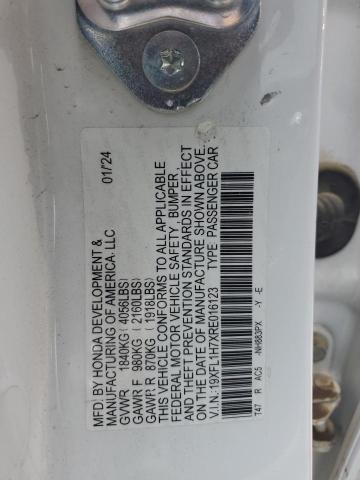 MFD. BY HONDA DEVELOPMENT & 01/'24
MANUFACTURING OF AMERICA, LLC
GVWR 1840KG ( 4056LBS)
GAWR F 980KG ( 2160LBS)
GAWR R 870KG ( 1918LBS)
THIS VEHICLE CONFORMS TO ALL APPLICABLE
FEDERAL MOTOR VEHICLE SAFETY, BUMPER,
AND THEFT PREVENTION STANDARDS IN EFFECT
ON THE DATE OF MANUFACTURE SHOWN ABOVE.
V.I.N.:19XFL1H7XRE016123 TYPE: PASSENGER CAR
T47 R AC5 -NH883PX -Y -E